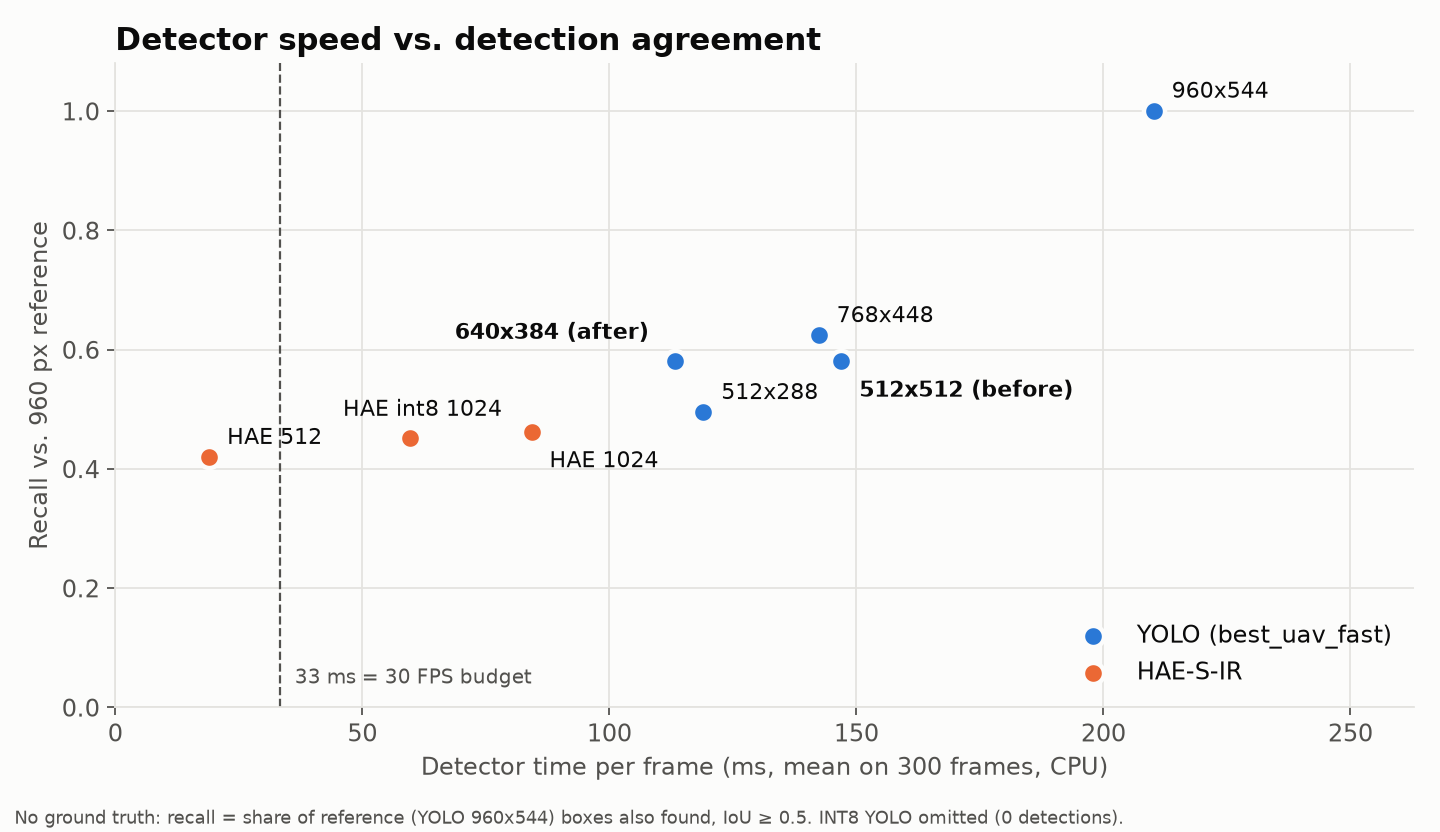 Detector speed vs. detection agreement
960x544
1.0
0.8
768x448
640x384 (after)
0.6
512x512 (before)
512x288
HAE int8 1024
HAE 512
HAE 1024
0.4
0.2
YOLO (best_uav_fast)
HAE-S-IR
33 ms = 30 FPS budget
0.0
Recall vs. 960 px reference
0 50 100 150 200 250
Detector time per frame (ms, mean on 300 frames, CPU)
No ground truth: recall = share of reference (YOLO 960x544) boxes also found, IoU ≥ 0.5. INT8 YOLO omitted (0 detections).